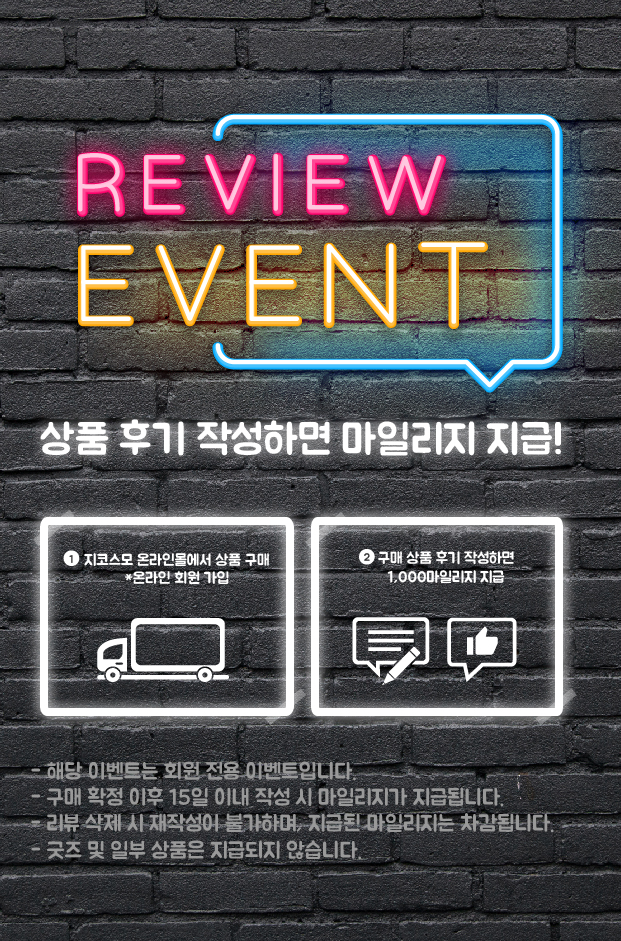 REVIEW
EVENT
상품 후기 작성하면 마일리지 지급!
❶ 지코스모 온라인몰에서 상품 구매
*온라인 회원 가입
❷ 구매 상품 후기 작성하면
1,000마일리지 지급
- 해당 이벤트는 회원 전용 이벤트입니다.
- 구매 확정 이후 15일 이내 작성 시 마일리지가 지급됩니다.
- 리뷰 삭제 시 재작성이 불가하며, 지급된 마일리지는 차감됩니다.
- 굿즈 및 일부 상품은 지급되지 않습니다.